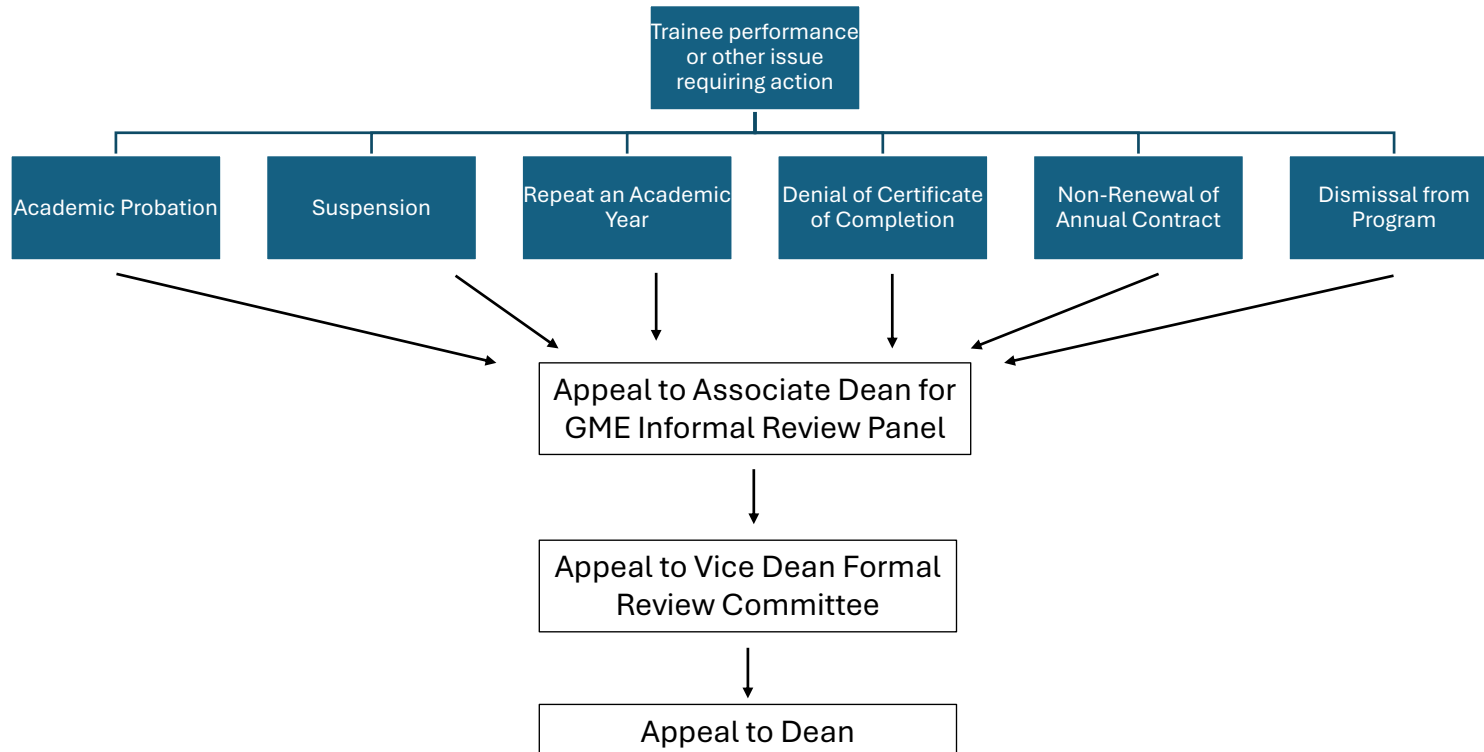 Trainee performance
or other issue
requiring action
Academic Probation
Suspension
Repeat an Academic
Year
Denial of Certificate
of Completion
Non-Renewal of
Annual Contract
Dismissal from
Program
Appeal to Associate Dean for
GME Informal Review Panel
Appeal to Vice Dean Formal
Review Committee
Appeal to Dean